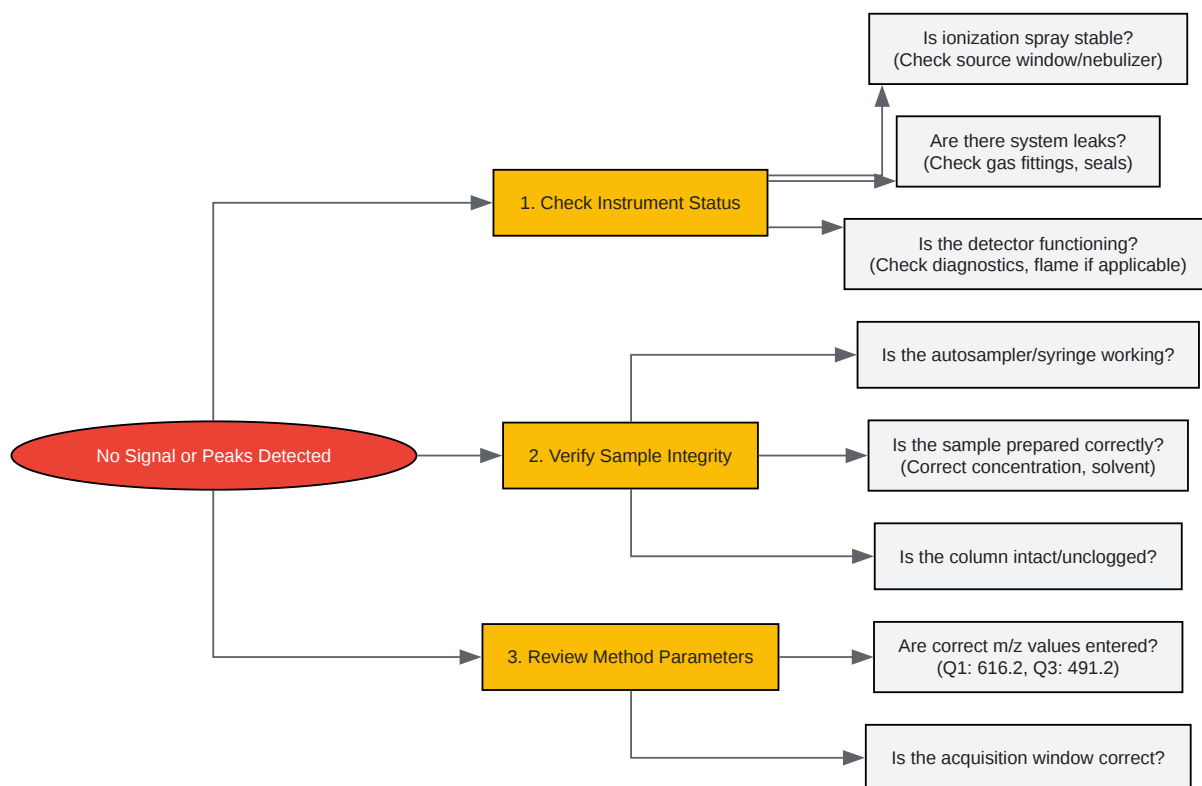 Is ionization spray stable?
(Check source window/nebulizer)
Are there system leaks?
(Check gas fittings, seals)
1. Check Instrument Status
Is the detector functioning?
(Check diagnostics, flame if applicable)
Is the autosampler/syringe working?
No Signal or Peaks Detected
2. Verify Sample Integrity
Is the sample prepared correctly?
(Correct concentration, solvent)
Is the column intact/unclogged?
3. Review Method Parameters
Are correct m/z values entered?
(Q1: 616.2, Q3: 491.2)
Is the acquisition window correct?